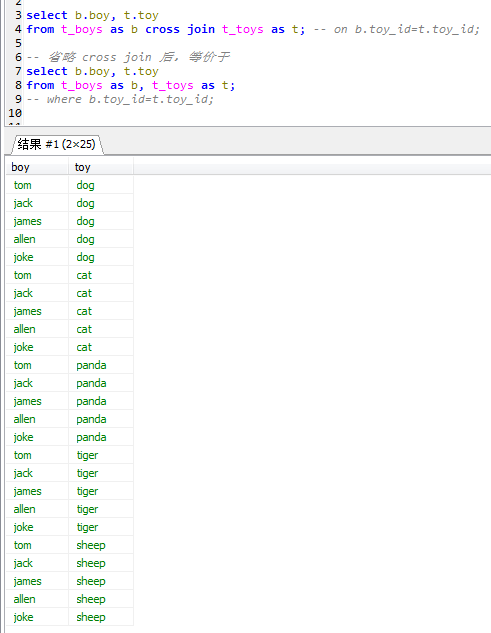 2
3 select b.boy, t.toy
4 from t_boys as b cross join t_toys as t; -- on b.toy_id=t.toy_id;
5
6 -- 省略 cross join 后，等价于
7 select b.boy, t.toy
8 from t_boys as b, t_toys as t;
9 -- where b.toy_id=t.toy_id;
10
结果 #1 (2×25)
boy toy
tom dog
jack dog
james dog
allen dog
joke dog
tom cat
jack cat
james cat
allen cat
joke cat
tom panda
jack panda
james panda
allen panda
joke panda
tom tiger
jack tiger
james tiger
allen tiger
joke tiger
tom sheep
jack sheep
james sheep
allen sheep
joke sheep